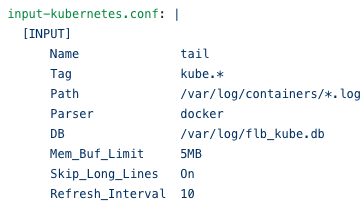 input-kubernetes.conf: |
[INPUT]
Name tail
Tag kube.*
Path /var/log/containers/*.log
Parser docker
DB /var/log/flb_kube.db
Mem_Buf_Limit 5MB
Skip_Long_Lines On
Refresh_Interval 10